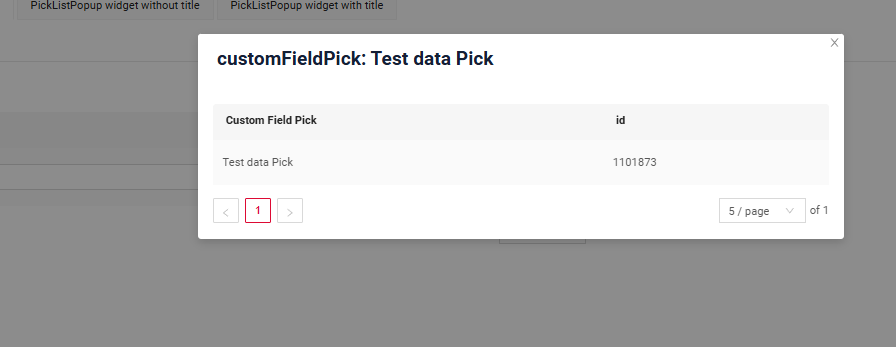 PickListPopup widget without title
PickListPopup widget with title
customFieldPick: Test data Pick
Custom Field Pick
id
Test data Pick
1101873
1
5 / page
of 1